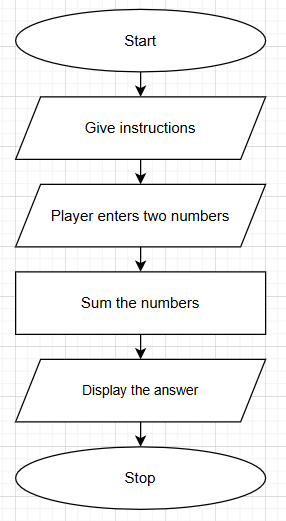 Start
Give instructions
Player enters two numbers
Sum the numbers
Display the answer
Stop